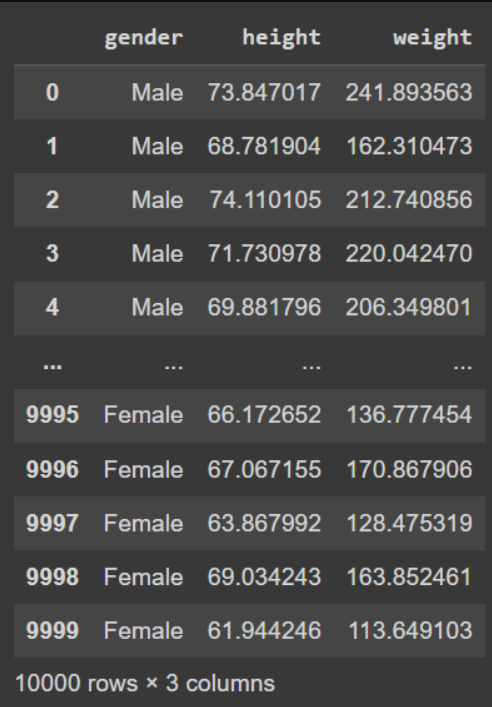 gender height weight
0 Male 73.847017 241.893563
1 Male 68.781904 162.310473
2 Male 74.110105 212.740856
3 Male 71.730978 220.042470
4 Male 69.881796 206.349801
... ... ... ...
9995 Female 66.172652 136.777454
9996 Female 67.067155 170.867906
9997 Female 63.867992 128.475319
9998 Female 69.034243 163.852461
9999 Female 61.944246 113.649103
10000 rows × 3 columns